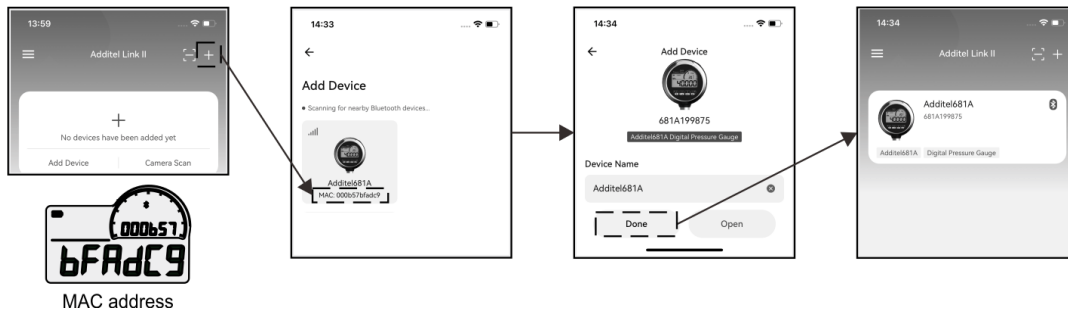 13:59
Additel Link II
No devices have been added yet
Add Device
Camera Scan
000b57
bFAdC9
MAC address
14:33
Add Device
Scanning for nearby Bluetooth devices...
Additel681A
MAC: 000b57bfadc9
14:34
Add Device
681A199875
Additel681A Digital Pressure Gauge
Device Name
Additel681A
Done
Open
14:34
Additel Link II
Additel681A
681A199875
Additel681A
Digital Pressure Gauge